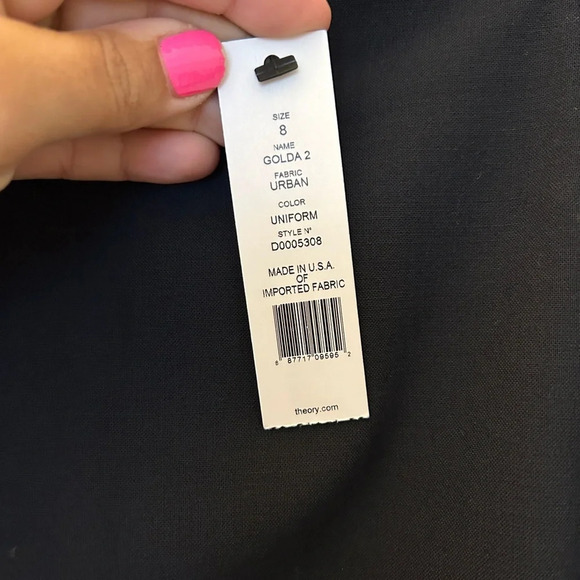 SIZE
8
NAME
GOLDA 2
FABRIC
URBAN
COLOR
UNIFORM
STYLE N°
D0005308
MADE IN U.S.A.
OF
IMPORTED FABRIC
8 87717 09595 2
theory.com